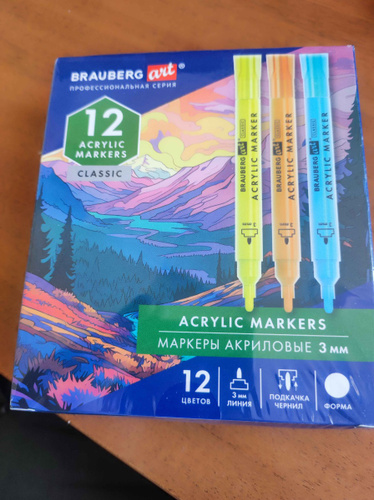 BRAUBERG art
ПРОФЕССИОНАЛЬНАЯ СЕРИЯ
12
ACRYLIC
MARKERS
CLASSIC
BRAUBERG art ACRYLIC MARKER
BRAUBERG art ACRYLIC MARKER
BRAUBERG art ACRYLIC MARKER
ACRYLIC MARKERS
МАРКЕРЫ АКРИЛОВЫЕ 3 мм
12
ЦВЕТОВ
3 мм
ЛИНИЯ
ПОДКАЧКА
ЧЕРНИЛ
ФОРМА